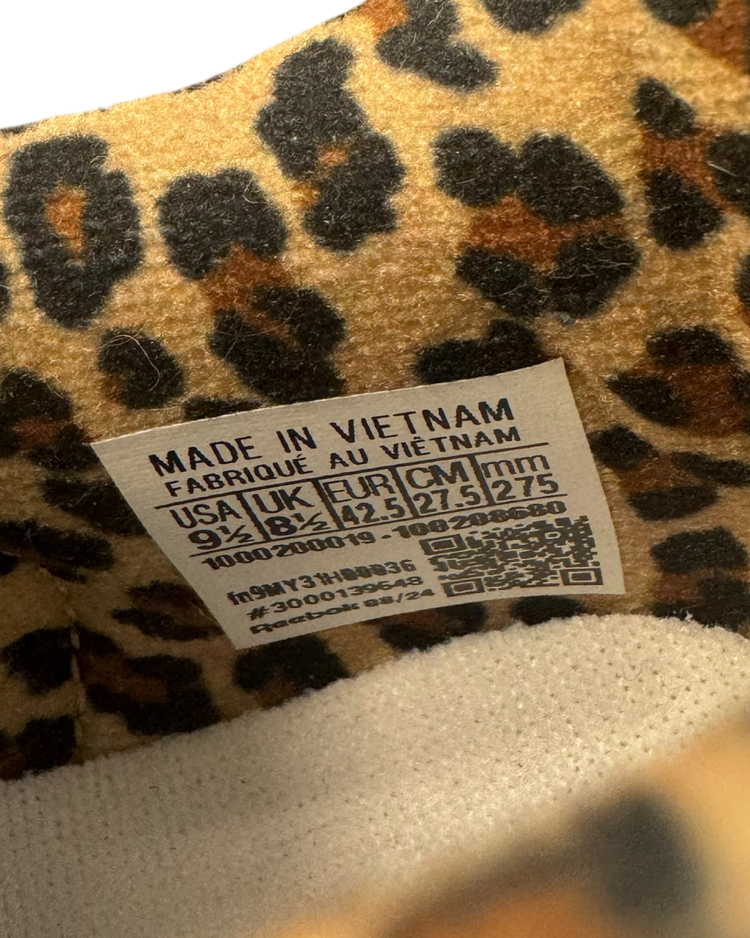 MADE IN VIETNAM
FABRIQUÉ AU VIÊTNAM
USA UK EUR CM mm
9½ 8½ 42.5 27.5 275
1000200019 - 100208680
#3000139648
Reebok